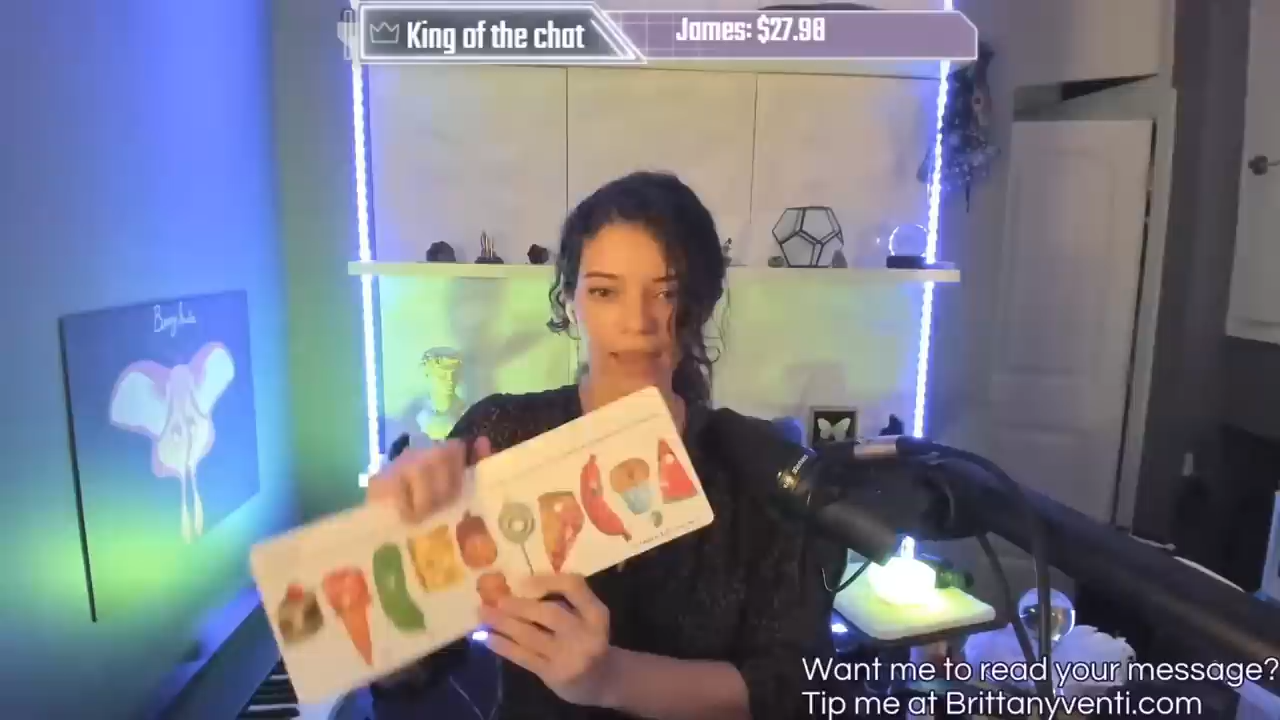 King of the chat
James: $27.98
Want me to read your message?
Tip me at Brittanyventi.com